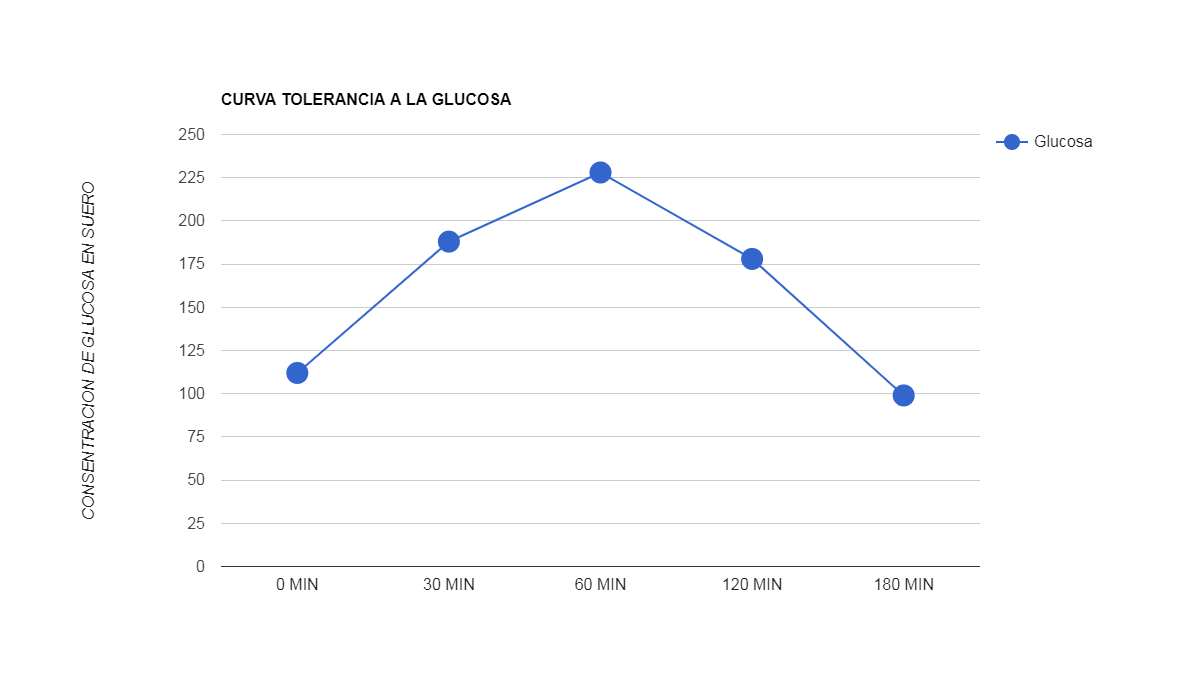 CURVA TOLERANCIA A LA GLUCOSA
CONSENTRACION DE GLUCOSA EN SUERO
250
225
200
175
150
125
100
75
50
25
0
0 MIN
30 MIN
60 MIN
120 MIN
180 MIN
Glucosa